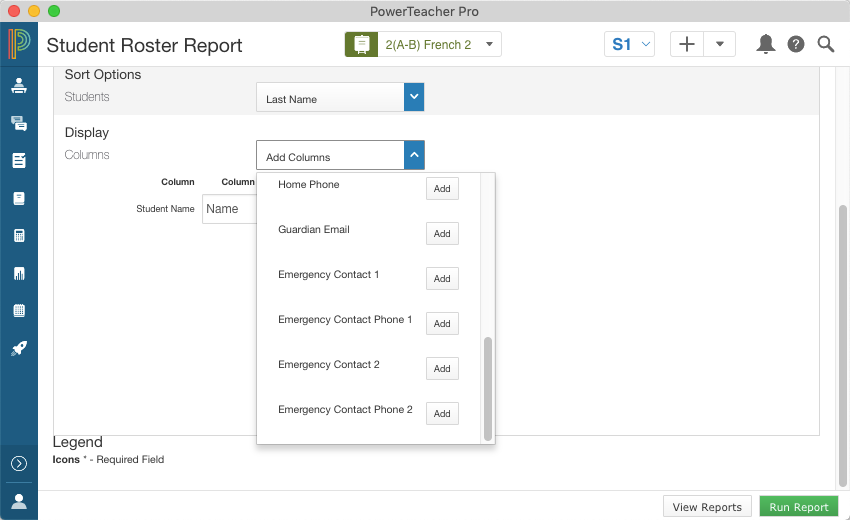 PowerTeacher Pro
Student Roster Report
2(A-B) French 2
S1
Sort Options
Students
Last Name
Display
Columns
Add Columns
Column Column
Student Name Name
Home Phone Add
Guardian Email Add
Emergency Contact 1 Add
Emergency Contact Phone 1 Add
Emergency Contact 2 Add
Emergency Contact Phone 2 Add
Legend
Icons * - Required Field
View Reports Run Report